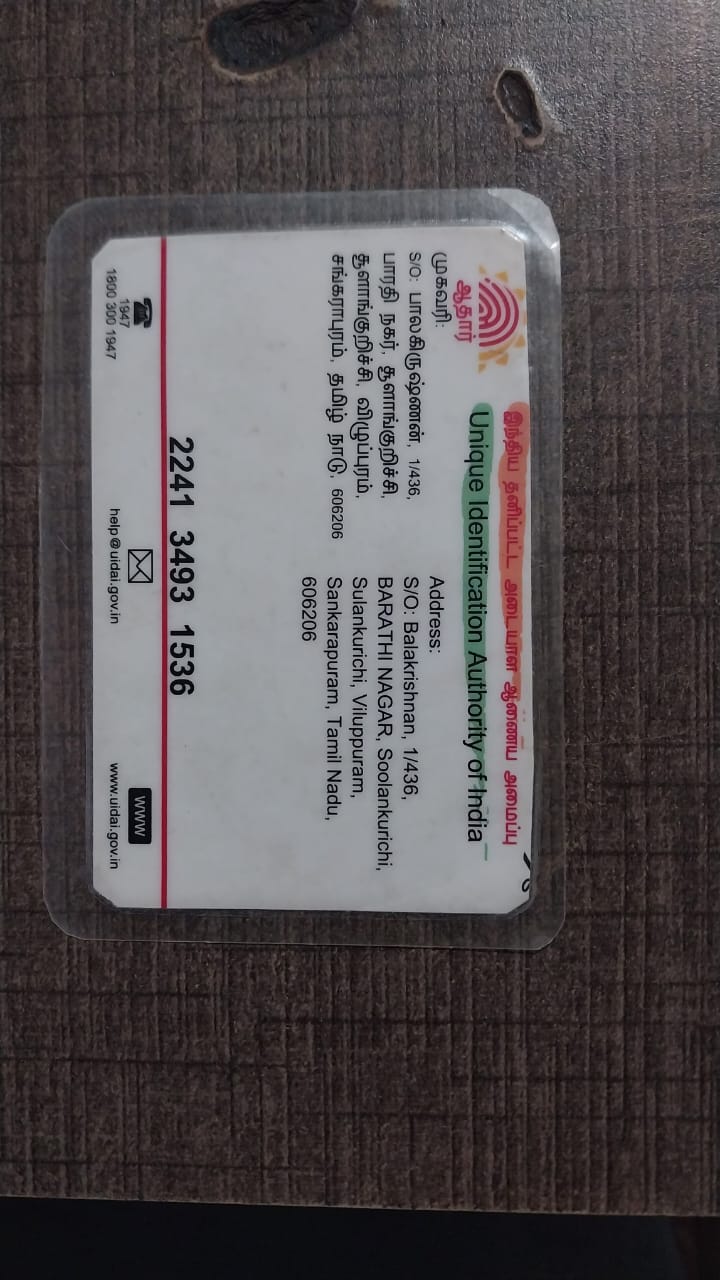 இந்திய தனிப்பட்ட அடையாள ஆணைய அமைப்பு
Unique Identification Authority of India
ஆதார்
முகவரி:
S/O: பாலகிருஷ்ணன், 1/436,
பாரதி நகர், சூளாங்குறிச்சி,
சூளாங்குறிச்சி, விழுப்புரம்,
சங்கராபுரம், தமிழ் நாடு, 606206
Address:
S/O: Balakrishnan, 1/436,
BARATHI NAGAR, Soolankurichi,
Sulankurichi, Viluppuram,
Sankarapuram, Tamil Nadu,
606206
2241 3493 1536
1947
1800 300 1947
help@uidai.gov.in
www
www.uidai.gov.in